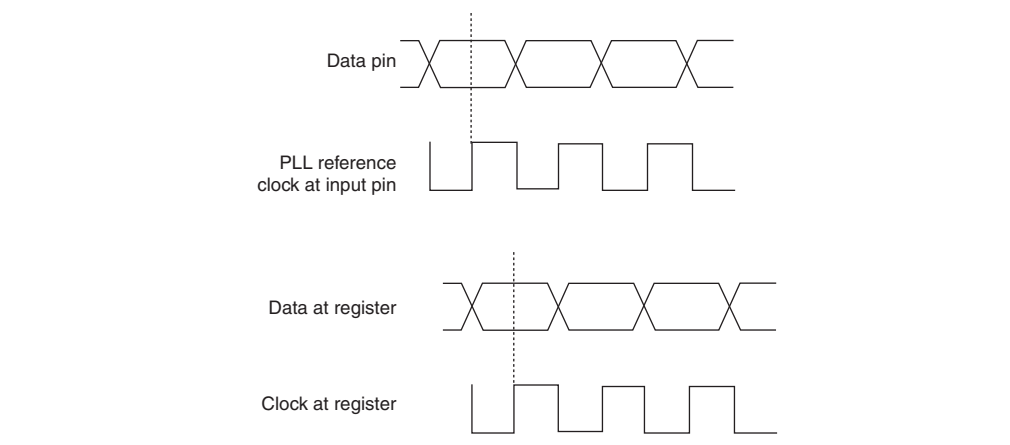 Data pin
PLL reference
clock at input pin
Data at register
Clock at register